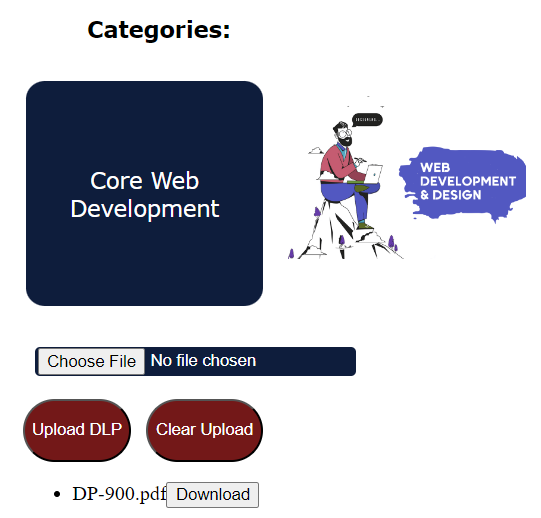 Categories:
Core Web
Development
WEB
DEVELOPMENT
& DESIGN
Choose File No file chosen
Upload DLP Clear Upload
DP-900.pdf Download